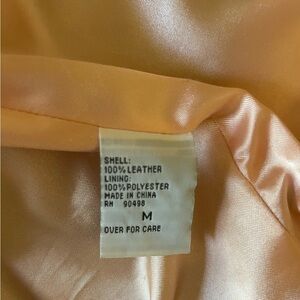 SHELL:
100% LEATHER
LINING:
100% POLYESTER
MADE IN CHINA
RN 90498
M
OVER FOR CARE